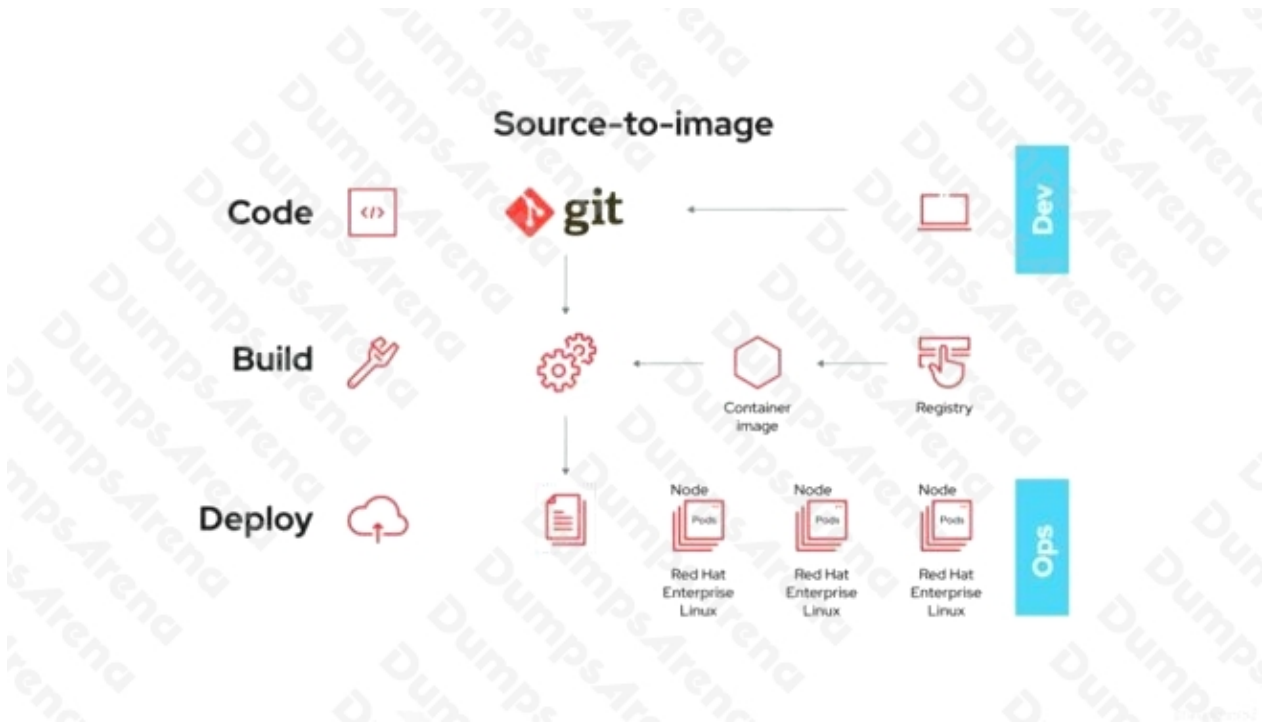 Source-to-image
Code
</>
git
Dev
Build
Container
image
Registry
Deploy
Node
Node
Node
Pods
Pods
Pods
Red Hat
Enterprise
Linux
Red Hat
Enterprise
Linux
Red Hat
Enterprise
Linux
Ops
DumpsArena